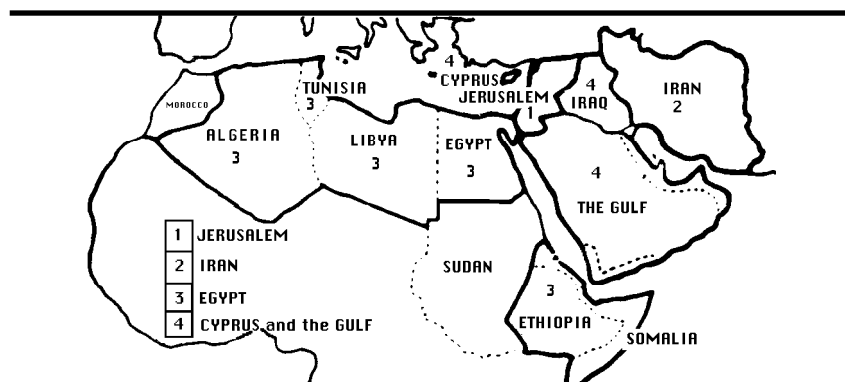 4
CYPRUS
TUNISIA
3
JERUSALEM
1
4
IRAQ
IRAN
2
MOROCCO
ALGERIA
3
LIBYA
3
EGYPT
3
4
THE GULF
SUDAN
3
ETHIOPIA
SOMALIA
1 JERUSALEM
2 IRAN
3 EGYPT
4 CYPRUS and the GULF